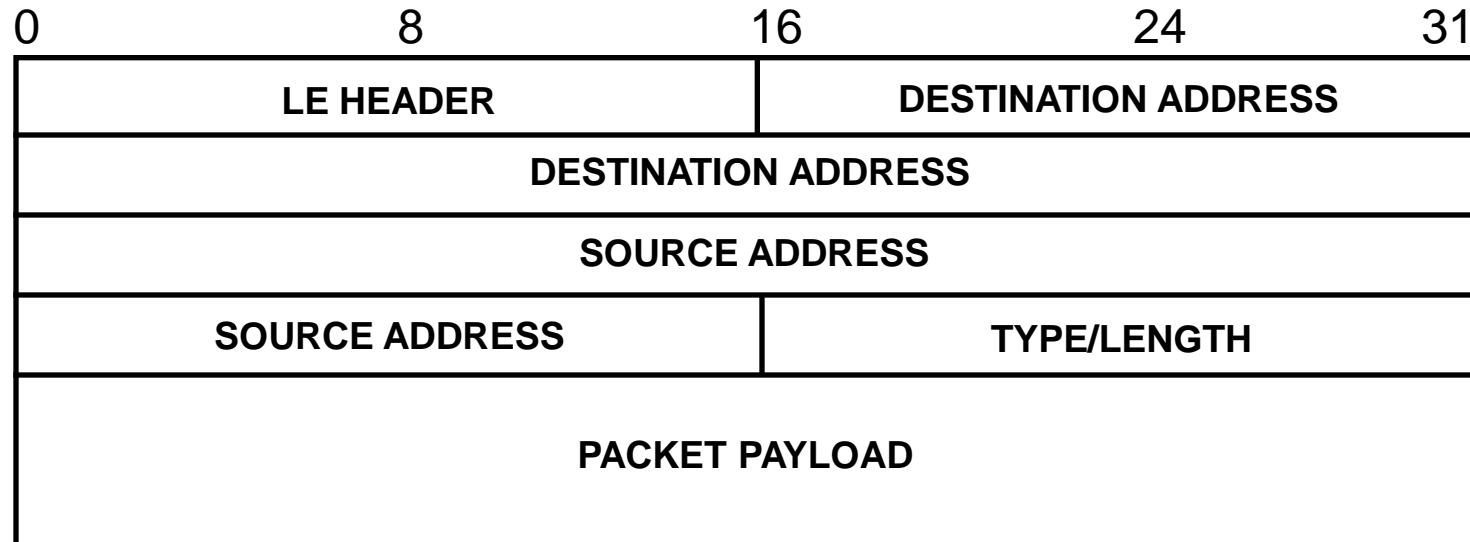 0 8 16 24 31
LE HEADER DESTINATION ADDRESS
DESTINATION ADDRESS
SOURCE ADDRESS
SOURCE ADDRESS TYPE/LENGTH
PACKET PAYLOAD